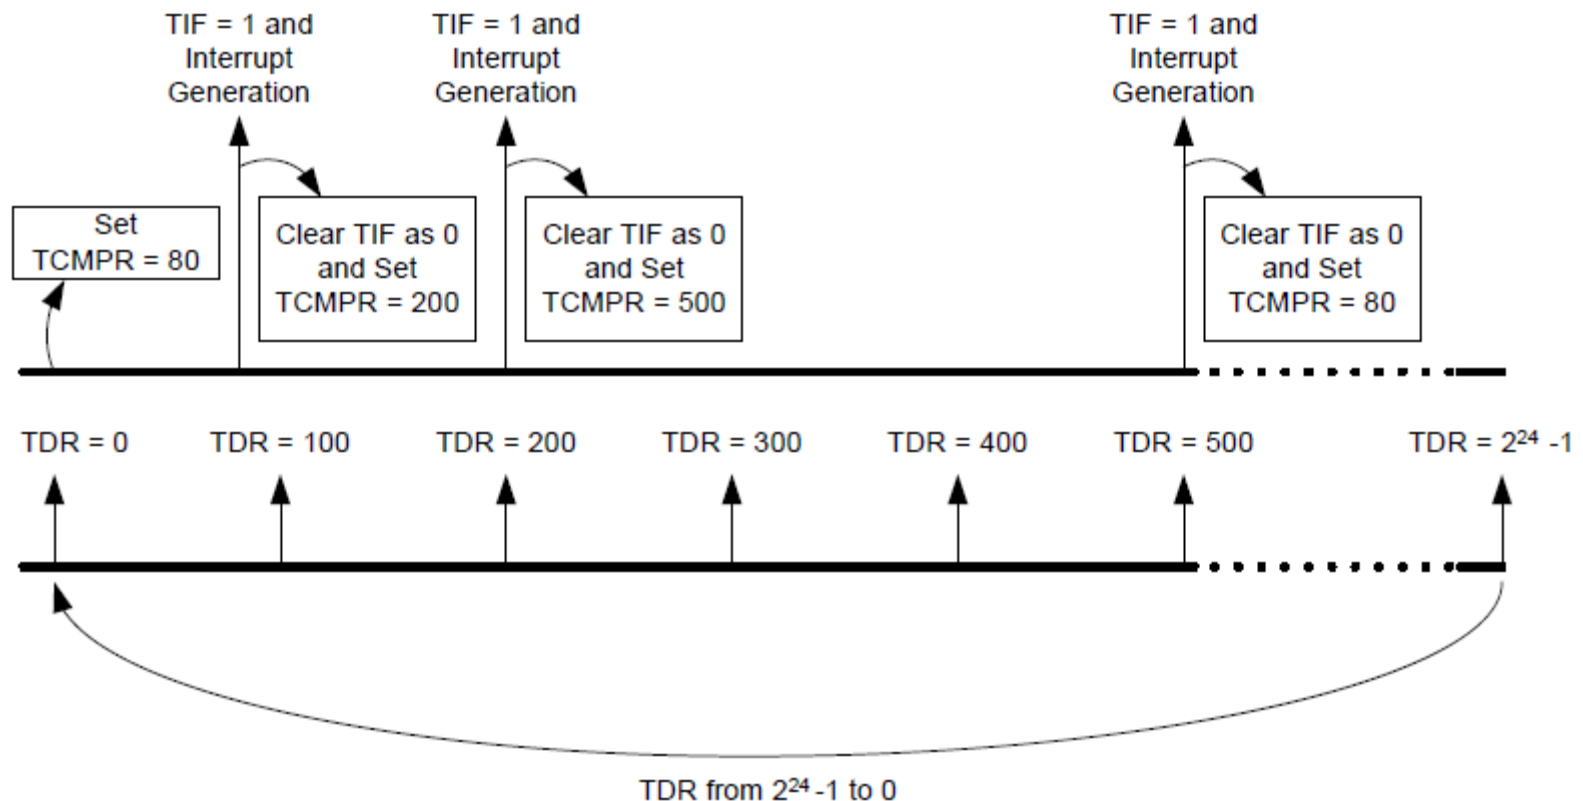 TIF = 1 and
Interrupt
Generation
TIF = 1 and
Interrupt
Generation
TIF = 1 and
Interrupt
Generation
Set
TCMPR = 80
Clear TIF as 0
and Set
TCMPR = 200
Clear TIF as 0
and Set
TCMPR = 500
Clear TIF as 0
and Set
TCMPR = 80
TDR = 0
TDR = 100
TDR = 200
TDR = 300
TDR = 400
TDR = 500
TDR = 2²⁴ -1
TDR from 2²⁴ -1 to 0